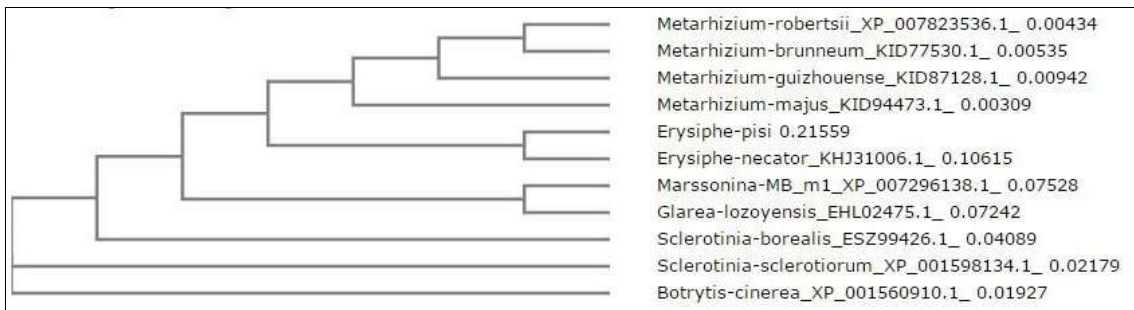 Metarhizium-robertsii_XP_007823536.1_ 0.00434
Metarhizium-brunneum_KID77530.1_ 0.00535
Metarhizium-guizhouense_KID87128.1_ 0.00942
Metarhizium-majus_KID94473.1_ 0.00309
Erysiphe-pisi 0.21559
Erysiphe-necator_KHJ31006.1_ 0.10615
Marssonina-MB_m1_XP_007296138.1_ 0.07528
Glarea-lozoyensis_EHL02475.1_ 0.07242
Sclerotinia-borealis_ESZ99426.1_ 0.04089
Sclerotinia-sclerotiorum_XP_001598134.1_ 0.02179
Botrytis-cinerea_XP_001560910.1_ 0.01927